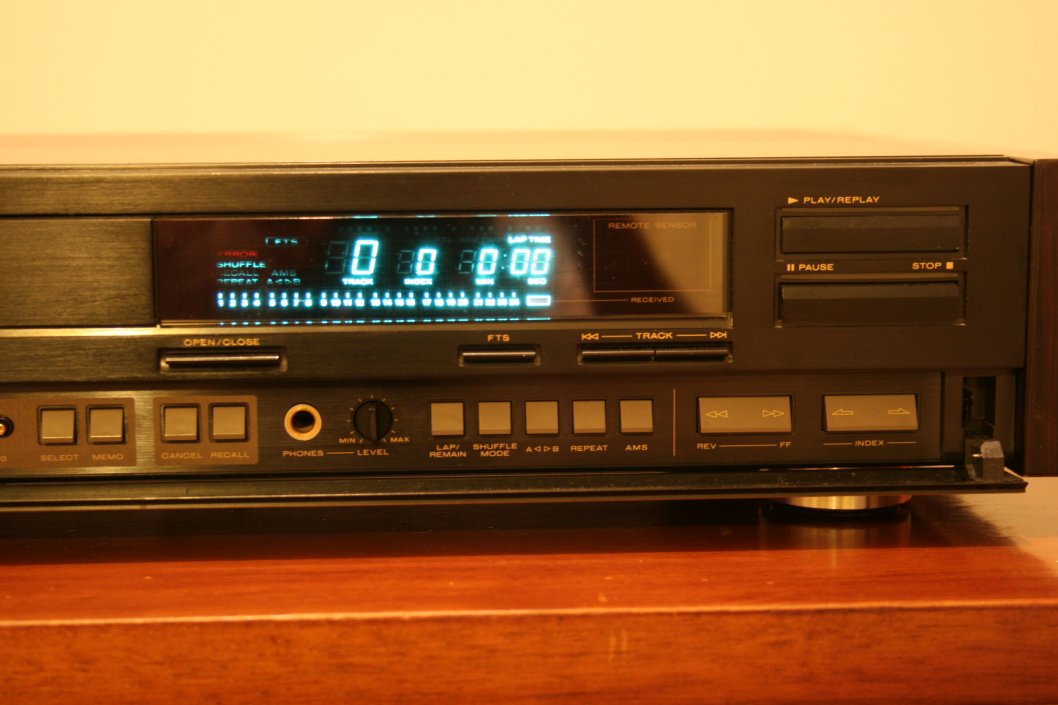 ▶ PLAY/REPLAY
REMOTE SENSOR
FTS
LAP TIME
ERROR
SHUFFLE
RECALL AMS
REPEAT A◁▷B
0 0 0:00
TRACK INDEX MIN SEC
RECEIVED
PAUSE STOP
OPEN/CLOSE
FTS
TRACK
SELECT
MEMO
CANCEL
RECALL
PHONES
MIN MAX
LEVEL
LAP/
REMAIN
SHUFFLE
MODE
A◁▷B
REPEAT
AMS
REV FF
INDEX